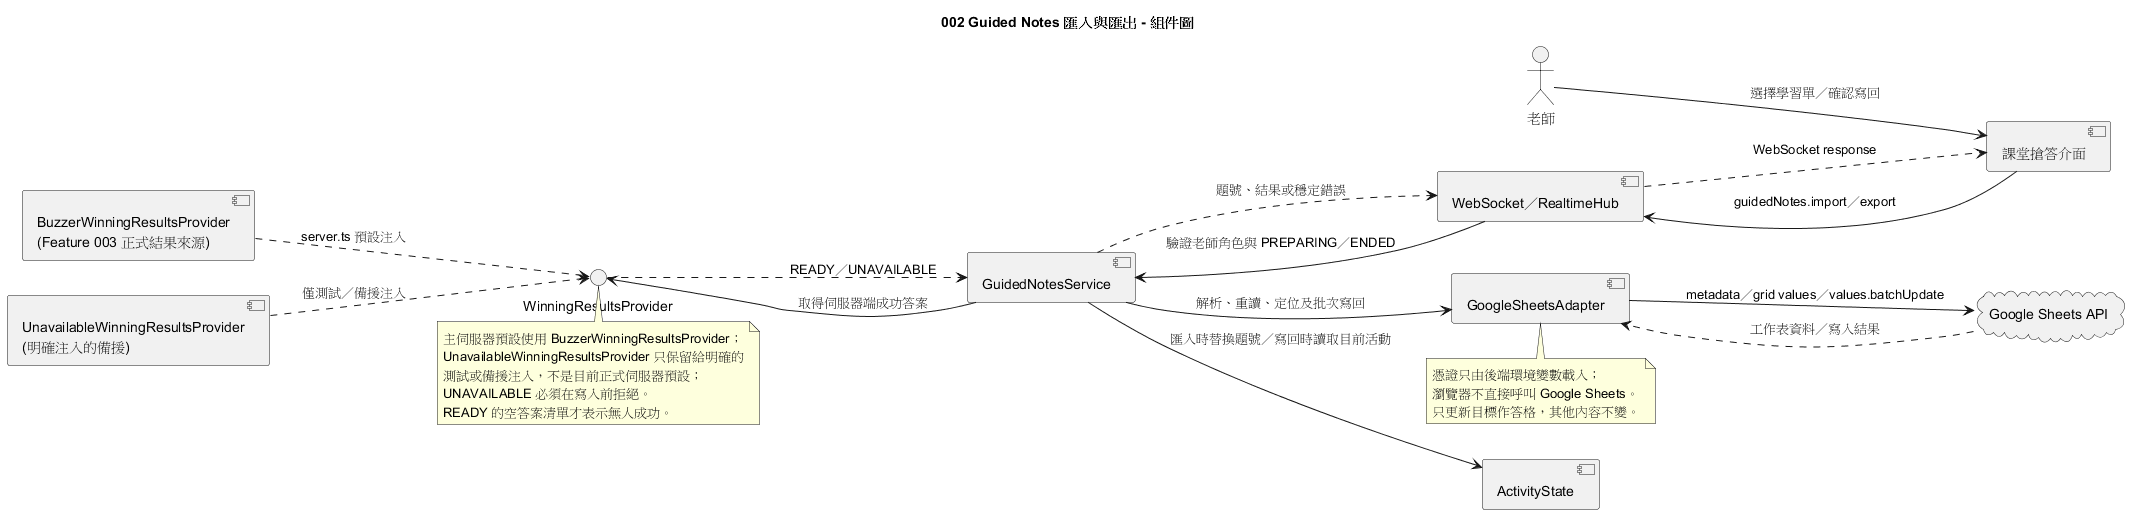 002 Guided Notes 匯入與匯出 - 組件圖
老師
選擇學習單／確認寫回
課堂搶答介面
WebSocket response
guidedNotes.import／export
WebSocket／RealtimeHub
題號、結果或穩定錯誤
驗證老師角色與 PREPARING／ENDED
BuzzerWinningResultsProvider
(Feature 003 正式結果來源)
server.ts 預設注入
UnavailableWinningResultsProvider
(明確注入的備援)
僅測試／備援注入
WinningResultsProvider
READY／UNAVAILABLE
取得伺服器端成功答案
GuidedNotesService
解析、重讀、定位及批次寫回
匯入時替換題號／寫回時讀取目前活動
GoogleSheetsAdapter
metadata／grid values／values.batchUpdate
工作表資料／寫入結果
Google Sheets API
主伺服器預設使用 BuzzerWinningResultsProvider；
UnavailableWinningResultsProvider 只保留給明確的
測試或備援注入，不是目前正式伺服器預設；
UNAVAILABLE 必須在寫入前拒絕。
READY 的空答案清單才表示無人成功。
憑證只由後端環境變數載入；
瀏覽器不直接呼叫 Google Sheets。
只更新目標作答格，其他內容不變。
ActivityState